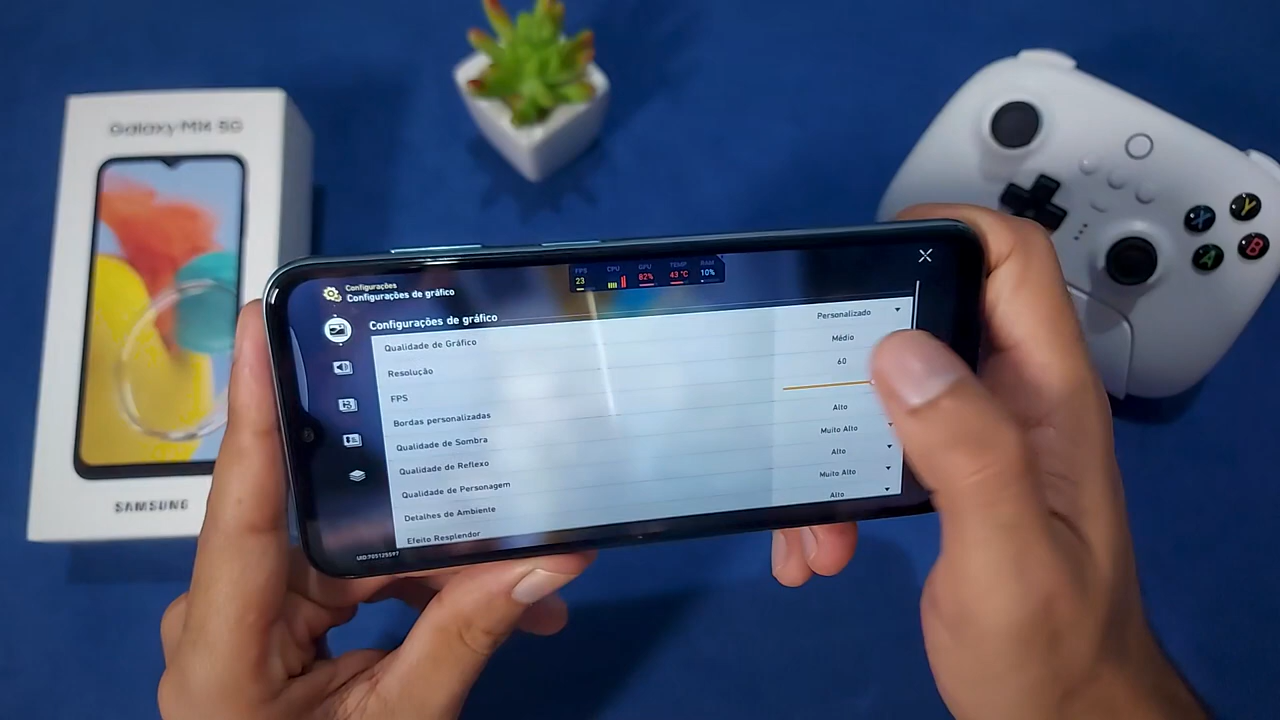 Galaxy M14 5G
SAMSUNG
Configurações
Configurações de gráfico
FPS CPU GPU TEMP RAM
23 82% 43 °C 10%
Configurações de gráfico
Qualidade de Gráfico Personalizado
Resolução Médio
FPS 60
Bordas personalizadas
Qualidade de Sombra Alto
Qualidade de Reflexo Muito Alto
Qualidade de Personagem Alto
Detalhes de Ambiente Muito Alto
Efeito Resplendor Alto
X
Y
A
B